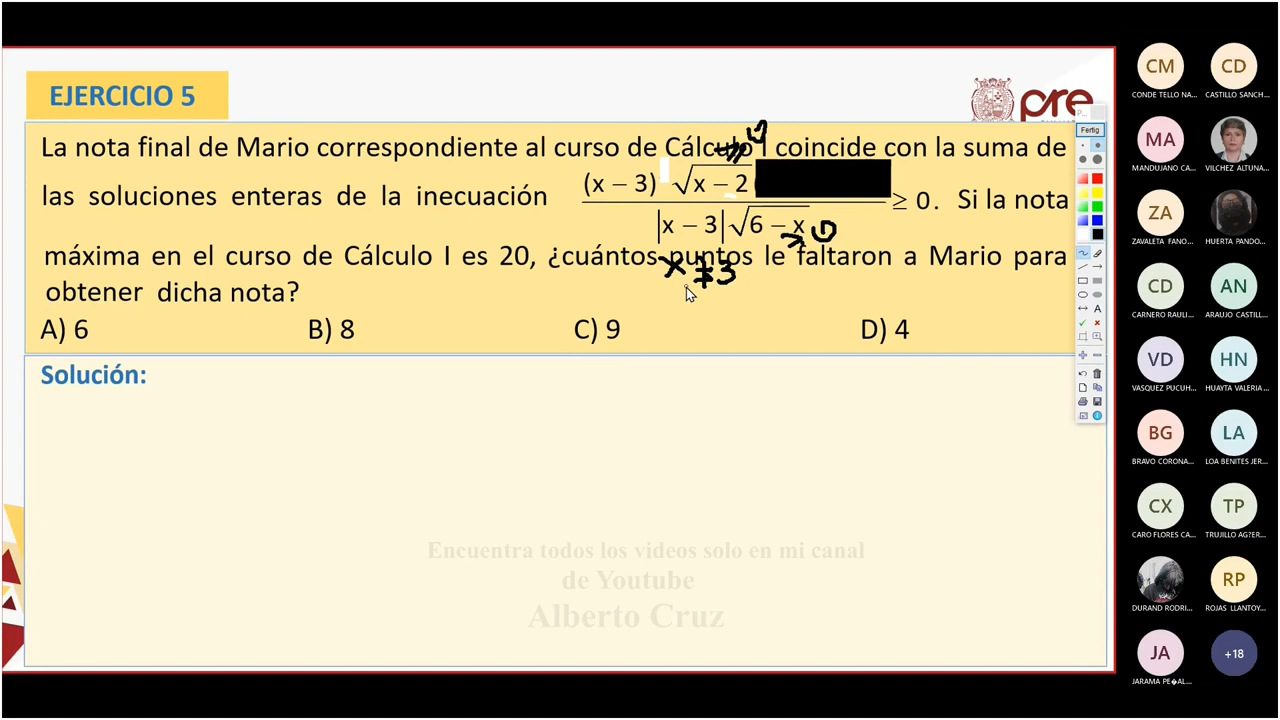 EJERCICIO 5
pre
La nota final de Mario correspondiente al curso de Cálculo I coincide con la suma de
las soluciones enteras de la inecuación (x − 3) √x − 2 / |x − 3| √6 − x ≥ 0. Si la nota
máxima en el curso de Cálculo I es 20, ¿cuántos puntos le faltaron a Mario para
x ≠ 3
obtener dicha nota?
A) 6 B) 8 C) 9 D) 4
Solución:
Encuentra todos los videos solo en mi canal
de Youtube
Alberto Cruz
P...
Fertig
A
CM CD
CONDE TELLO NA... CASTILLO SANCH...
MA
MANDUJANO CA... VILCHEZ ALTUNA...
ZA
ZAVALETA FANO... HUERTA PANDO...
CD AN
CARNERO RAULI... ARAUJO CASTILL...
VD HN
VASQUEZ PUCUH... HUAYTA VALERIA...
BG LA
BRAVO CORONA... LOA BENITES JER...
CX TP
CARO FLORES CA... TRUJILLO AG?ER...
RP
DURAND RODRI... ROJAS LLANTOY...
JA +18
JARAMA PE�AL...